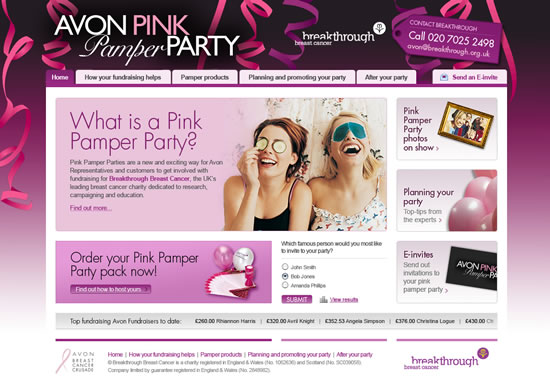 AVON PINK
Pamper PARTY
breakthrough
breast cancer
CONTACT BREAKTHROUGH
Call 020 7025 2498
avon@breakthrough.org.uk
Home
How your fundraising helps
Pamper products
Planning and promoting your party
After your party
Send an E-invite
What is a Pink
Pamper Party?
Pink Pamper Parties are a new and exciting way for Avon
Representatives and customers to get involved with
fundraising for Breakthrough Breast Cancer, the UK's
leading breast cancer charity dedicated to research,
campaigning and education.
Find out more...
Pink
Pamper
Party
photos
on show
Planning your
party
Top-tips from
the experts
Order your Pink Pamper
Party pack now!
Find out how to host yours
Which famous person would you most like
to invite to your party?
John Smith
Bob Jones
Amanda Phillips
SUBMIT
View results
E-invites
Send out
invitations to
your pink
pamper party
AVON PINK
Pamper
Top fundraising Avon Fundraisers to date:
£260.00 Rhiannon Harris | £320.00 Avril Knight | £352.53 Angela Simpson | £376.00 Christina Logue | £430.00 Ch
AVON
BREAST
CANCER
CRUSADE
Home | How your fundraising helps | Pamper products | Planning and promoting your party | After your party
© Breakthrough Breast Cancer is a charity registered in England & Wales (No. 1062636) and Scotland (No. SC039058).
Company limited by guarantee registered in England & Wales (No. 2848982).
breakthrough
breast cancer